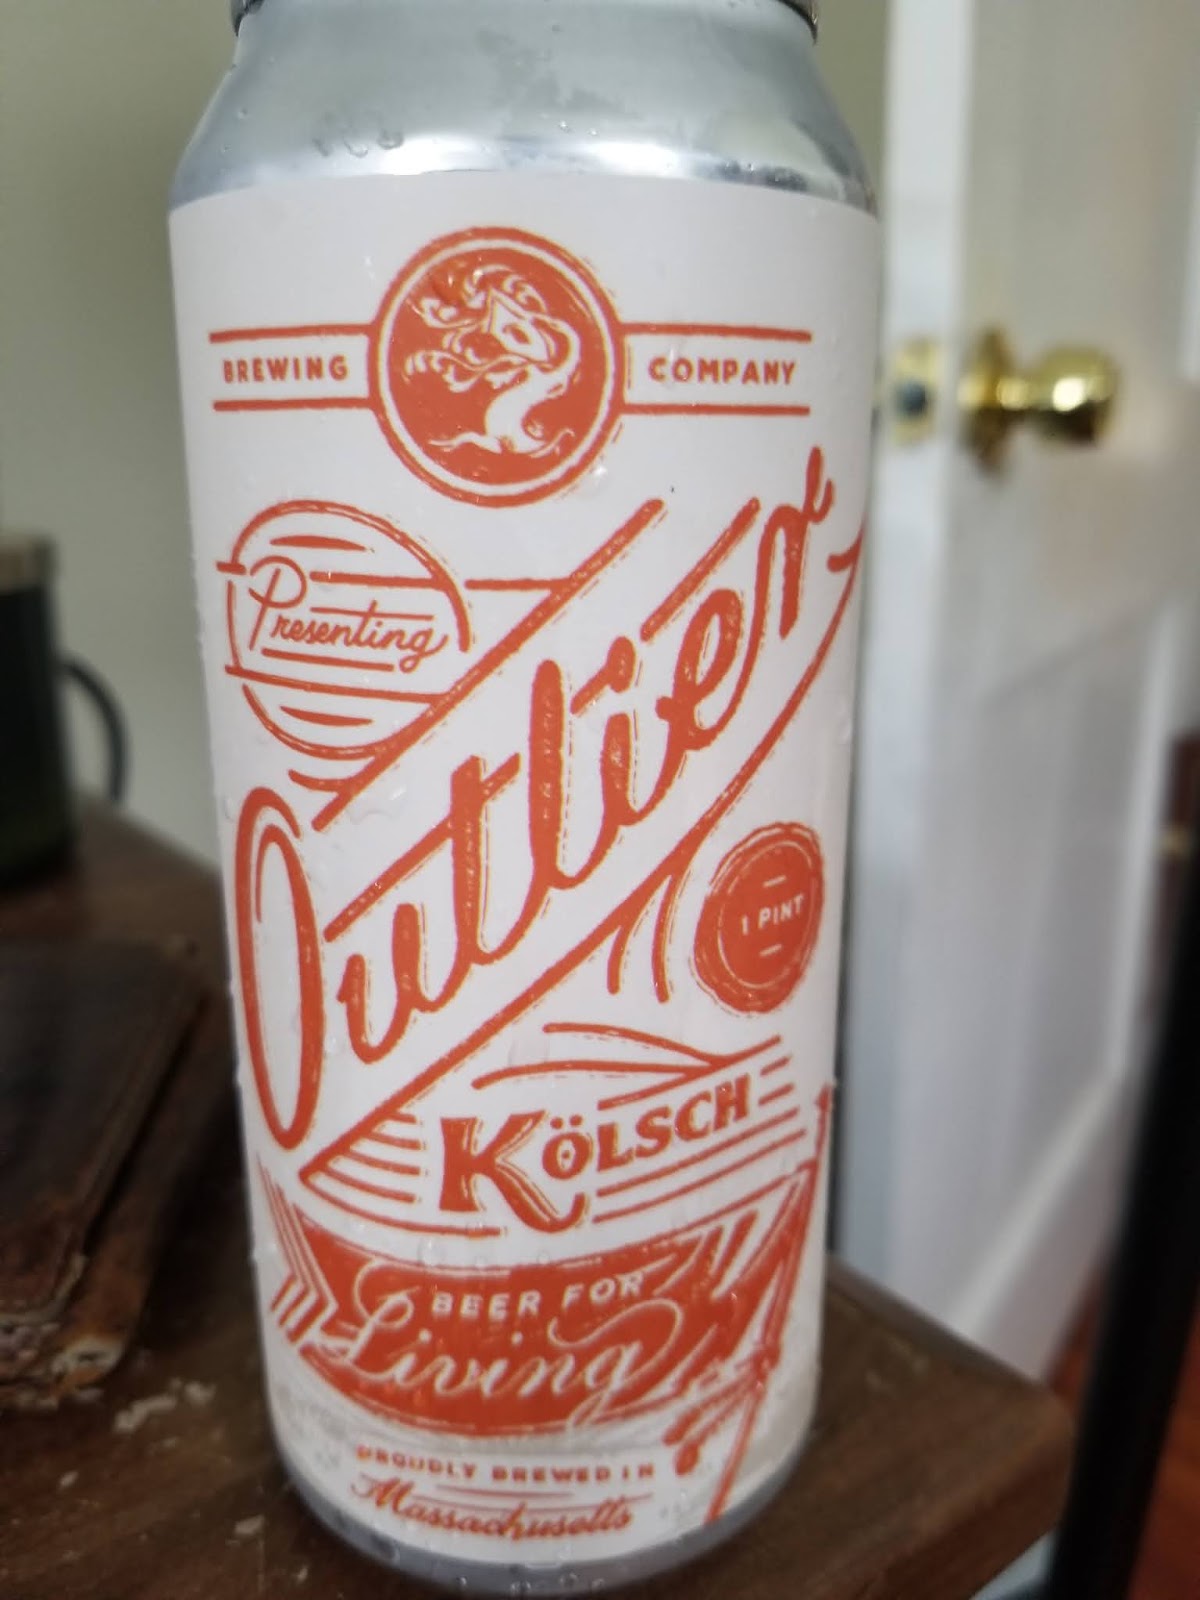 BREWING COMPANY
Presenting
Outlier
1 PINT
KÖLSCH
BEER FOR
Living
PROUDLY BREWED IN
Massachusetts